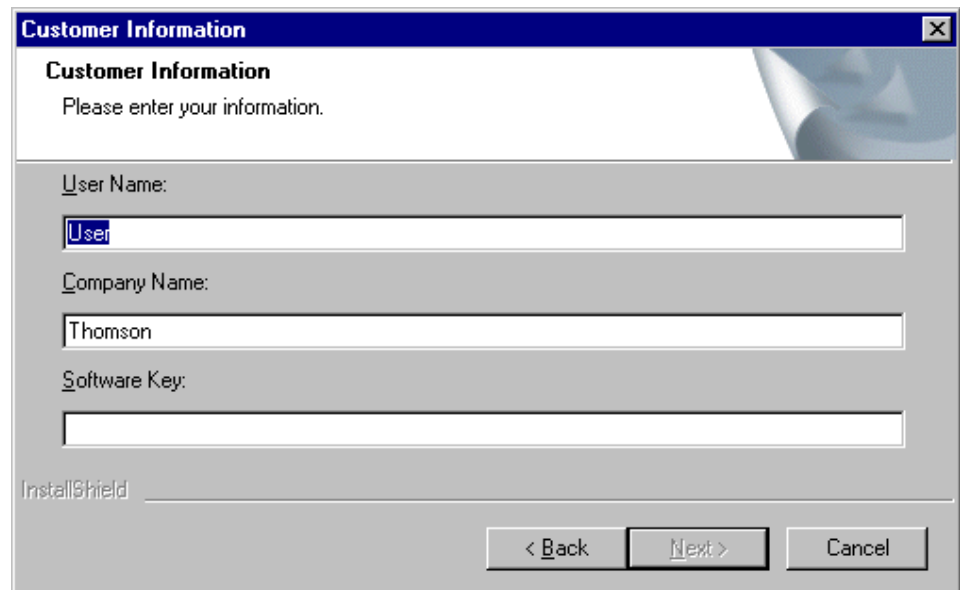 Customer Information
Customer Information
Please enter your information.
User Name:
User
Company Name:
Thomson
Software Key:
InstallShield
< Back Next > Cancel